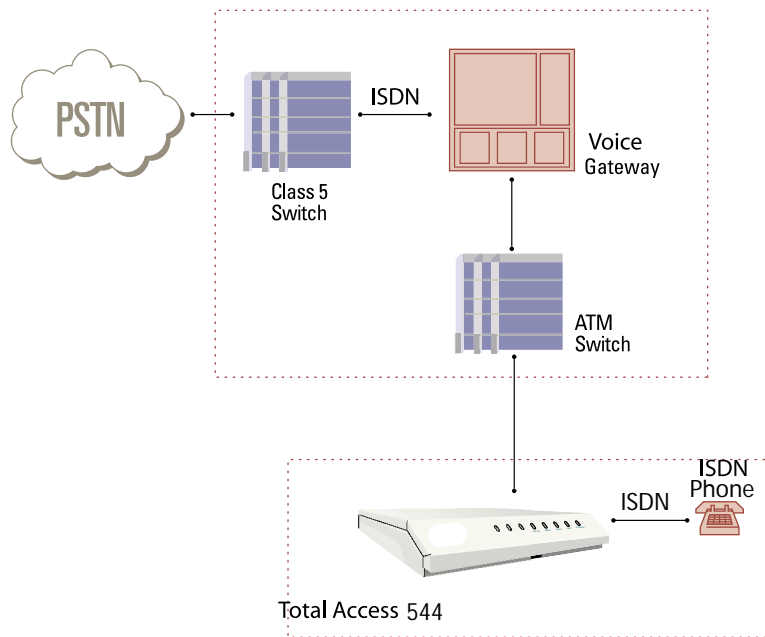 PSTN
ISDN
Class 5
Switch
Voice
Gateway
ATM
Switch
ISDN
Phone
ISDN
Total Access 544